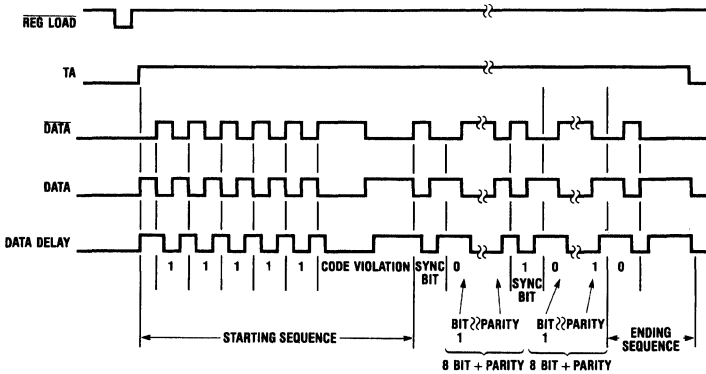 REG LOAD
TA
DATA
DATA
DATA DELAY
1 1 1 1 1 CODE VIOLATION SYNC BIT 0 1 0 1 0
SYNC BIT
BIT 1 PARITY BIT 1 PARITY
STARTING SEQUENCE
ENDING SEQUENCE
8 BIT + PARITY 8 BIT + PARITY